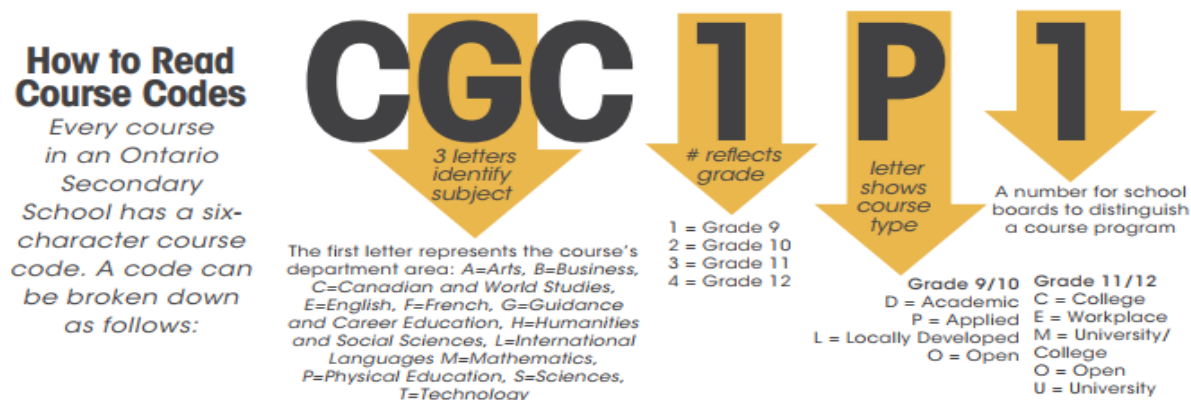 How to Read
Course Codes
Every course
in an Ontario
Secondary
School has a six-
character course
code. A code can
be broken down
as follows:
CGC 1 P 1
3 letters
identify
subject
The first letter represents the course's
department area: A=Arts, B=Business,
C=Canadian and World Studies,
E=English, F=French, G=Guidance
and Career Education, H=Humanities
and Social Sciences, L=International
Languages M=Mathematics,
P=Physical Education, S=Sciences,
T=Technology
# reflects
grade
1 = Grade 9
2 = Grade 10
3 = Grade 11
4 = Grade 12
letter
shows
course
type
Grade 9/10
D = Academic
P = Applied
L = Locally Developed
O = Open
Grade 11/12
C = College
E = Workplace
M = University/
College
O = Open
U = University
A number for school
boards to distinguish
a course program